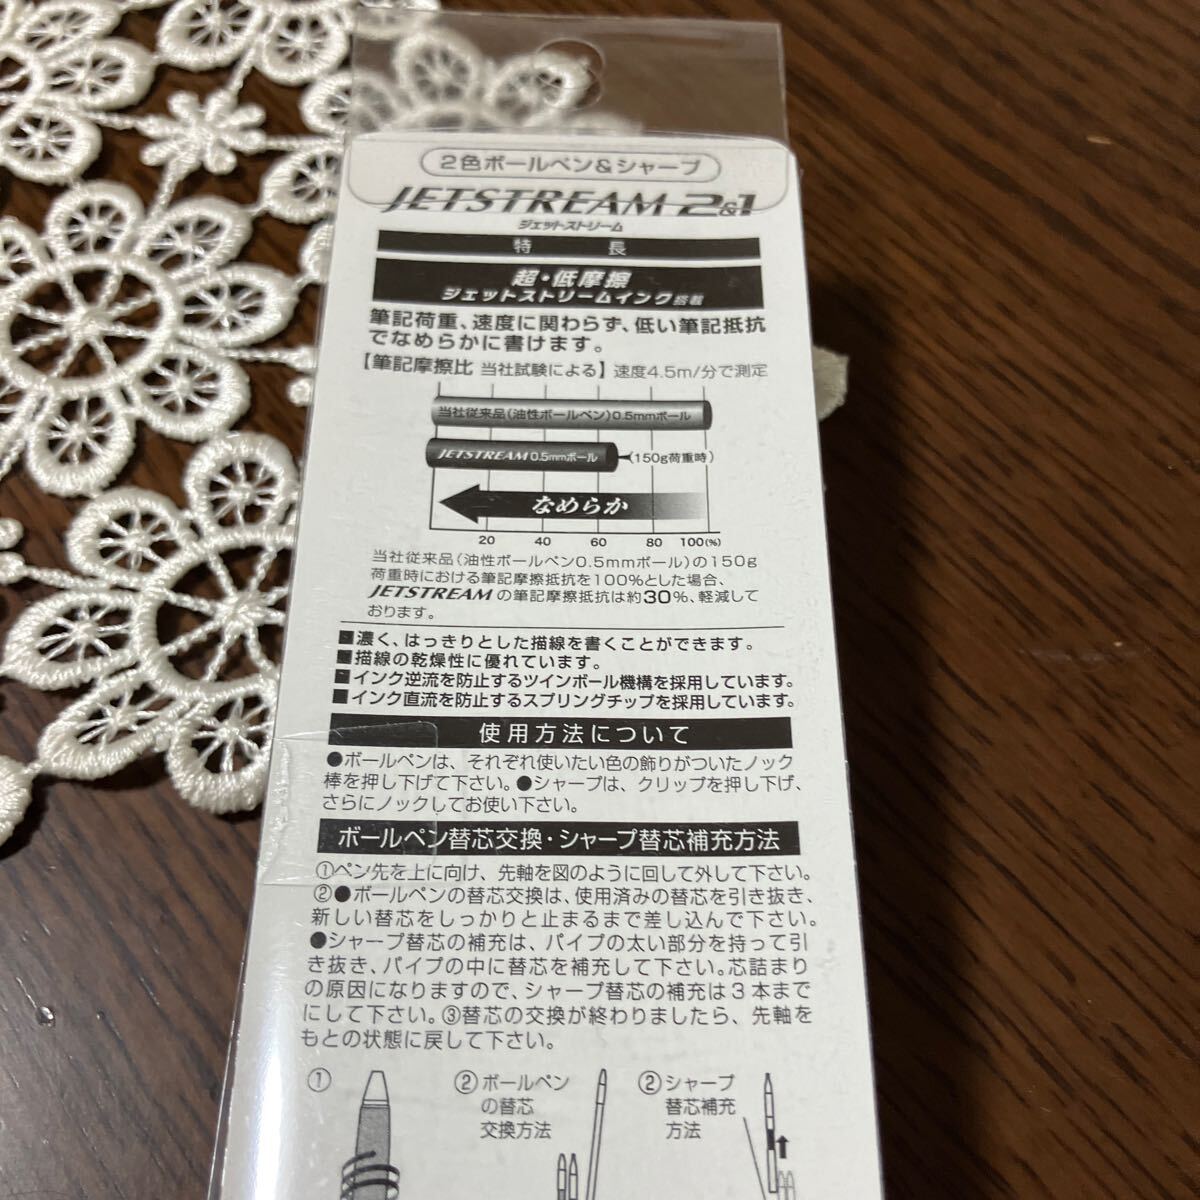 2色ボールペン&シャープ
JETSTREAM 2&1
ジェットストリーム
特 長
超・低摩擦
ジェットストリームインク搭載
筆記荷重、速度に関わらず、低い筆記抵抗
でなめらかに書けます。
【筆記摩擦比 当社試験による】速度4.5m/分で測定
当社従来品(油性ボールペン)0.5mmボール
JETSTREAM 0.5mmボール (150g荷重時)
なめらか
20 40 60 80 100(%)
当社従来品(油性ボールペン0.5mmボール)の150g
荷重時における筆記摩擦抵抗を100%とした場合、
JETSTREAMの筆記摩擦抵抗は約30%、軽減して
おります。
■濃く、はっきりとした描線を書くことができます。
■描線の乾燥性に優れています。
■インク逆流を防止するツインボール機構を採用しています。
■インク直流を防止するスプリングチップを採用しています。
使用方法について
●ボールペンは、それぞれ使いたい色の飾りがついたノック
棒を押し下げて下さい。●シャープは、クリップを押し下げ、
さらにノックしてお使い下さい。
ボールペン替芯交換・シャープ替芯補充方法
①ペン先を上に向け、先軸を図のように回して外して下さい。
②●ボールペンの替芯交換は、使用済みの替芯を引き抜き、
新しい替芯をしっかりと止まるまで差し込んで下さい。
●シャープ替芯の補充は、パイプの太い部分を持って引
き抜き、パイプの中に替芯を補充して下さい。芯詰まり
の原因になりますので、シャープ替芯の補充は3本まで
にして下さい。③替芯の交換が終わりましたら、先軸を
もとの状態に戻して下さい。
①
②ボールペン
の替芯
交換方法
②シャープ
替芯補充
方法